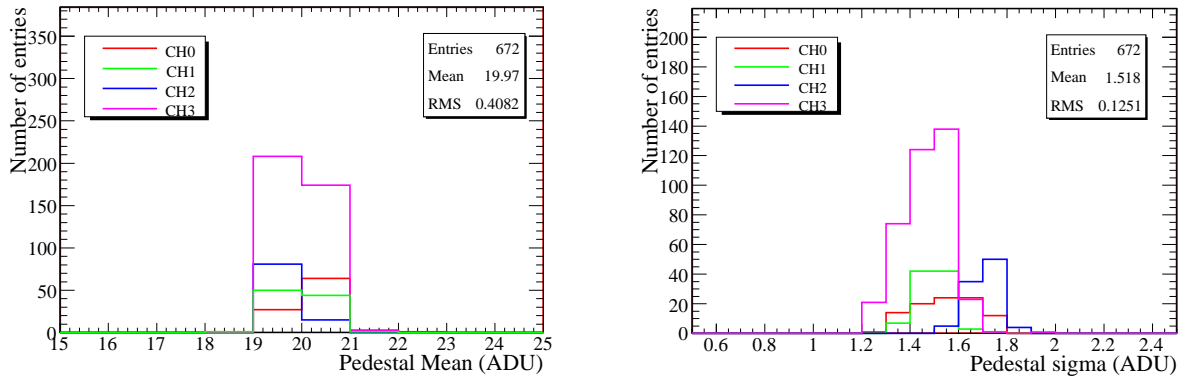 Number of entries
350
300
250
200
150
100
50
0
CH0
CH1
CH2
CH3
Entries 672
Mean 19.97
RMS 0.4082
15 16 17 18 19 20 21 22 23 24 25
Pedestal Mean (ADU)
Number of entries
200
180
160
140
120
100
80
60
40
20
0
CH0
CH1
CH2
CH3
Entries 672
Mean 1.518
RMS 0.1251
0.6 0.8 1 1.2 1.4 1.6 1.8 2 2.2 2.4
Pedestal sigma (ADU)